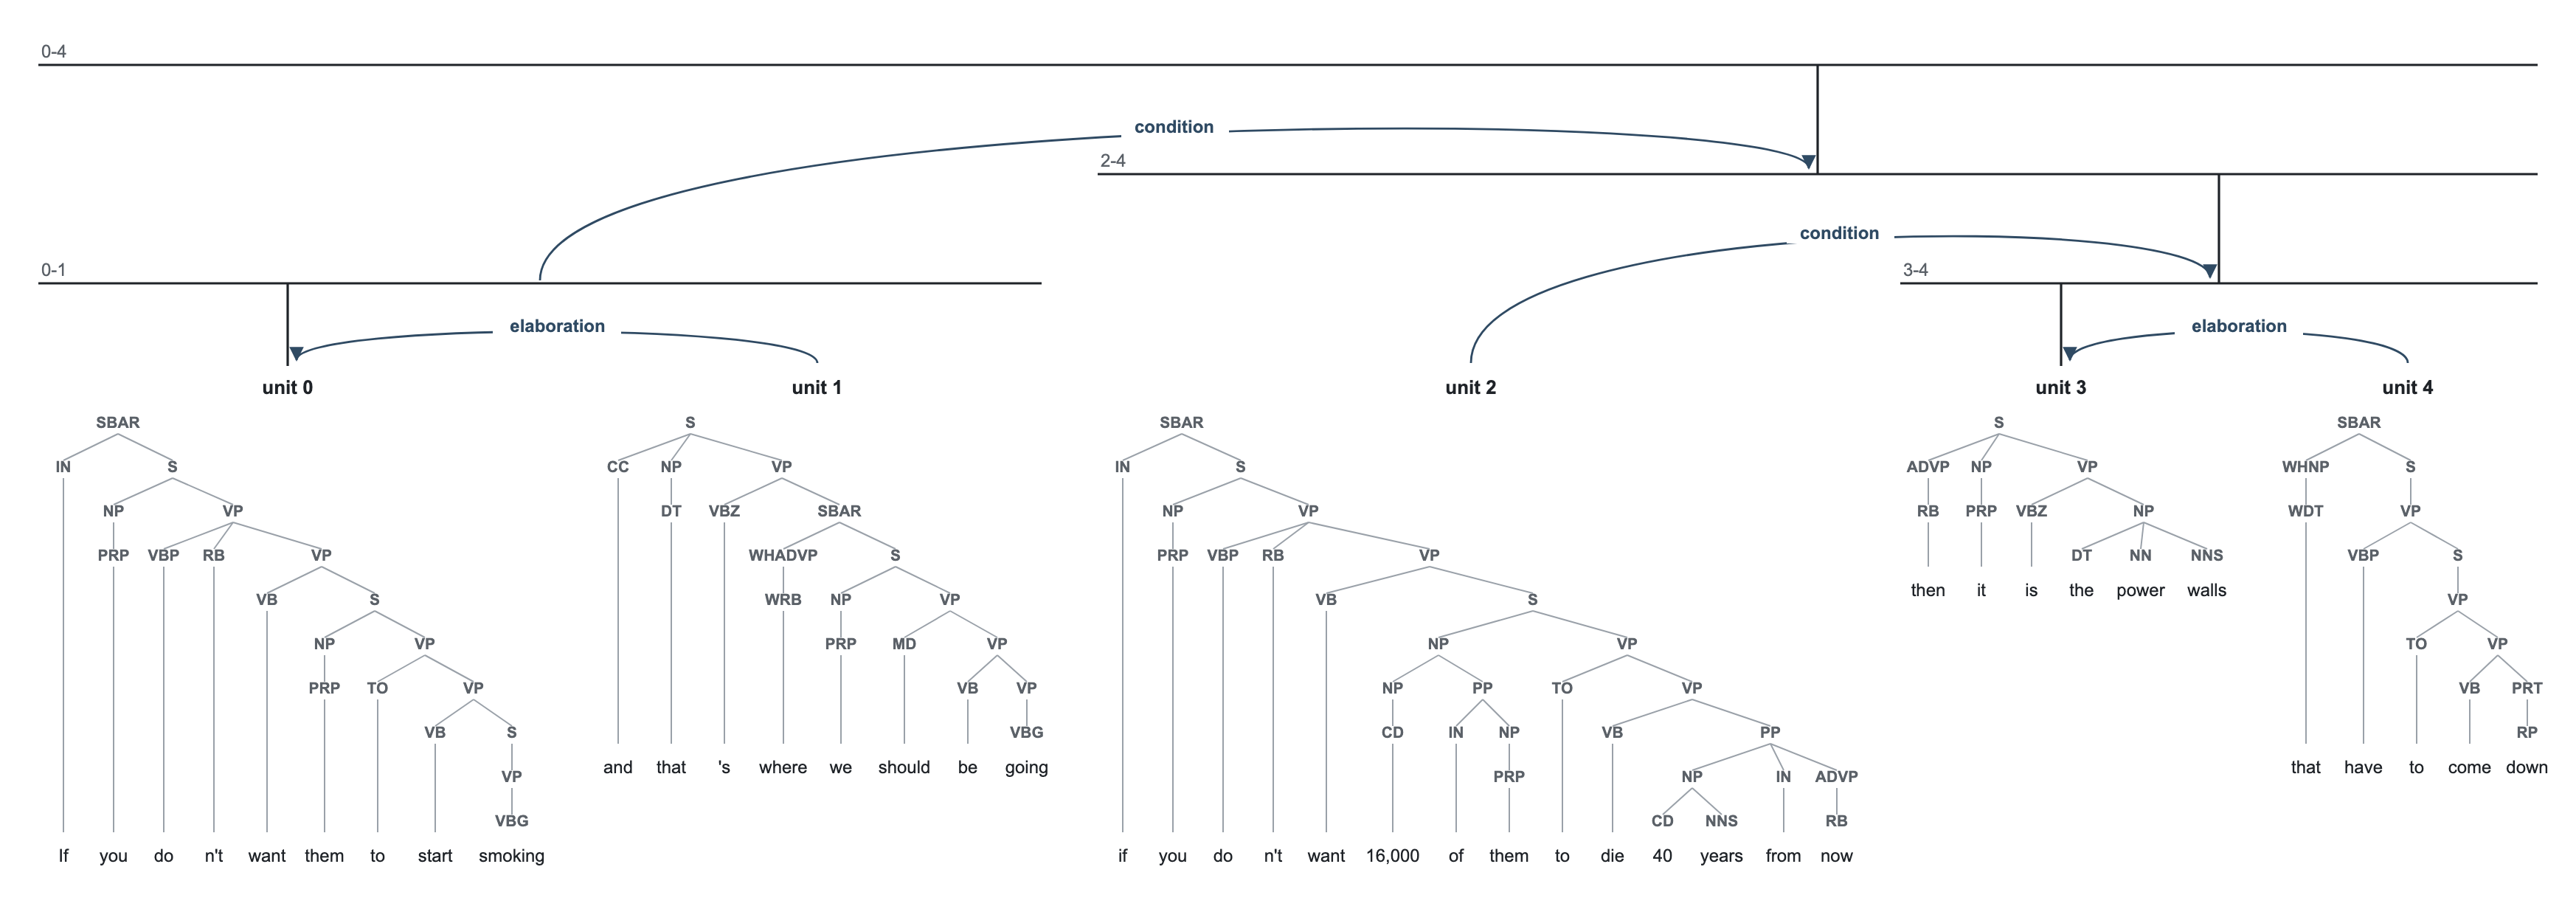 0-4
condition
2-4
condition
0-1
3-4
elaboration
elaboration
unit 0 unit 1 unit 2 unit 3 unit 4
SBAR S SBAR S SBAR
IN S CC NP VP IN S ADVP NP VP WHNP S
NP VP DT VBZ SBAR NP VP RB PRP VBZ NP WDT VP
PRP VBP RB VP WHADVP S PRP VBP RB VP DT NN NNS VBP S
then it is the power walls
VB S WRB NP VP VB S VP
NP VP PRP MD VP NP VP TO VP
PRP TO VP VB VP NP PP TO VP VB PRT
VB S VBG CD IN NP VB PP RP
and that 's where we should be going that have to come down
VP PRP NP IN ADVP
VBG CD NNS RB
If you do n't want them to start smoking if you do n't want 16,000 of them to die 40 years from now